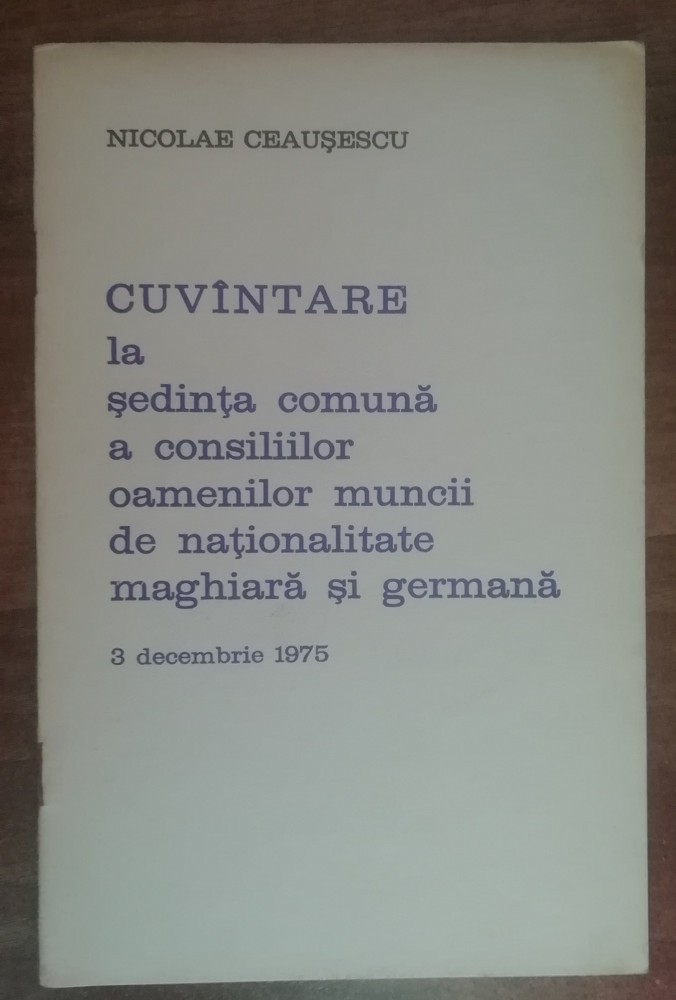 NICOLAE CEAUŞESCU
CUVÎNTARE
la
şedinţa comună
a consiliilor
oamenilor muncii
de naţionalitate
maghiară şi germană
3 decembrie 1975